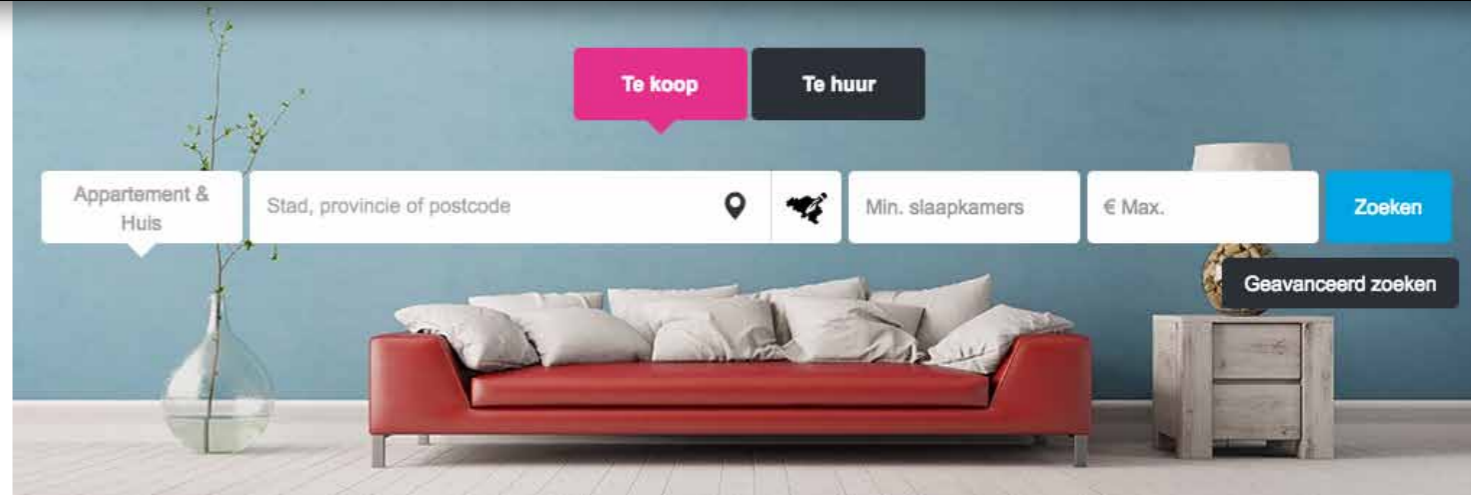 Te koop
Te huur
Appartement &
Huis
Stad, provincie of postcode
Min. slaapkamers
€ Max.
Zoeken
Geavanceerd zoeken